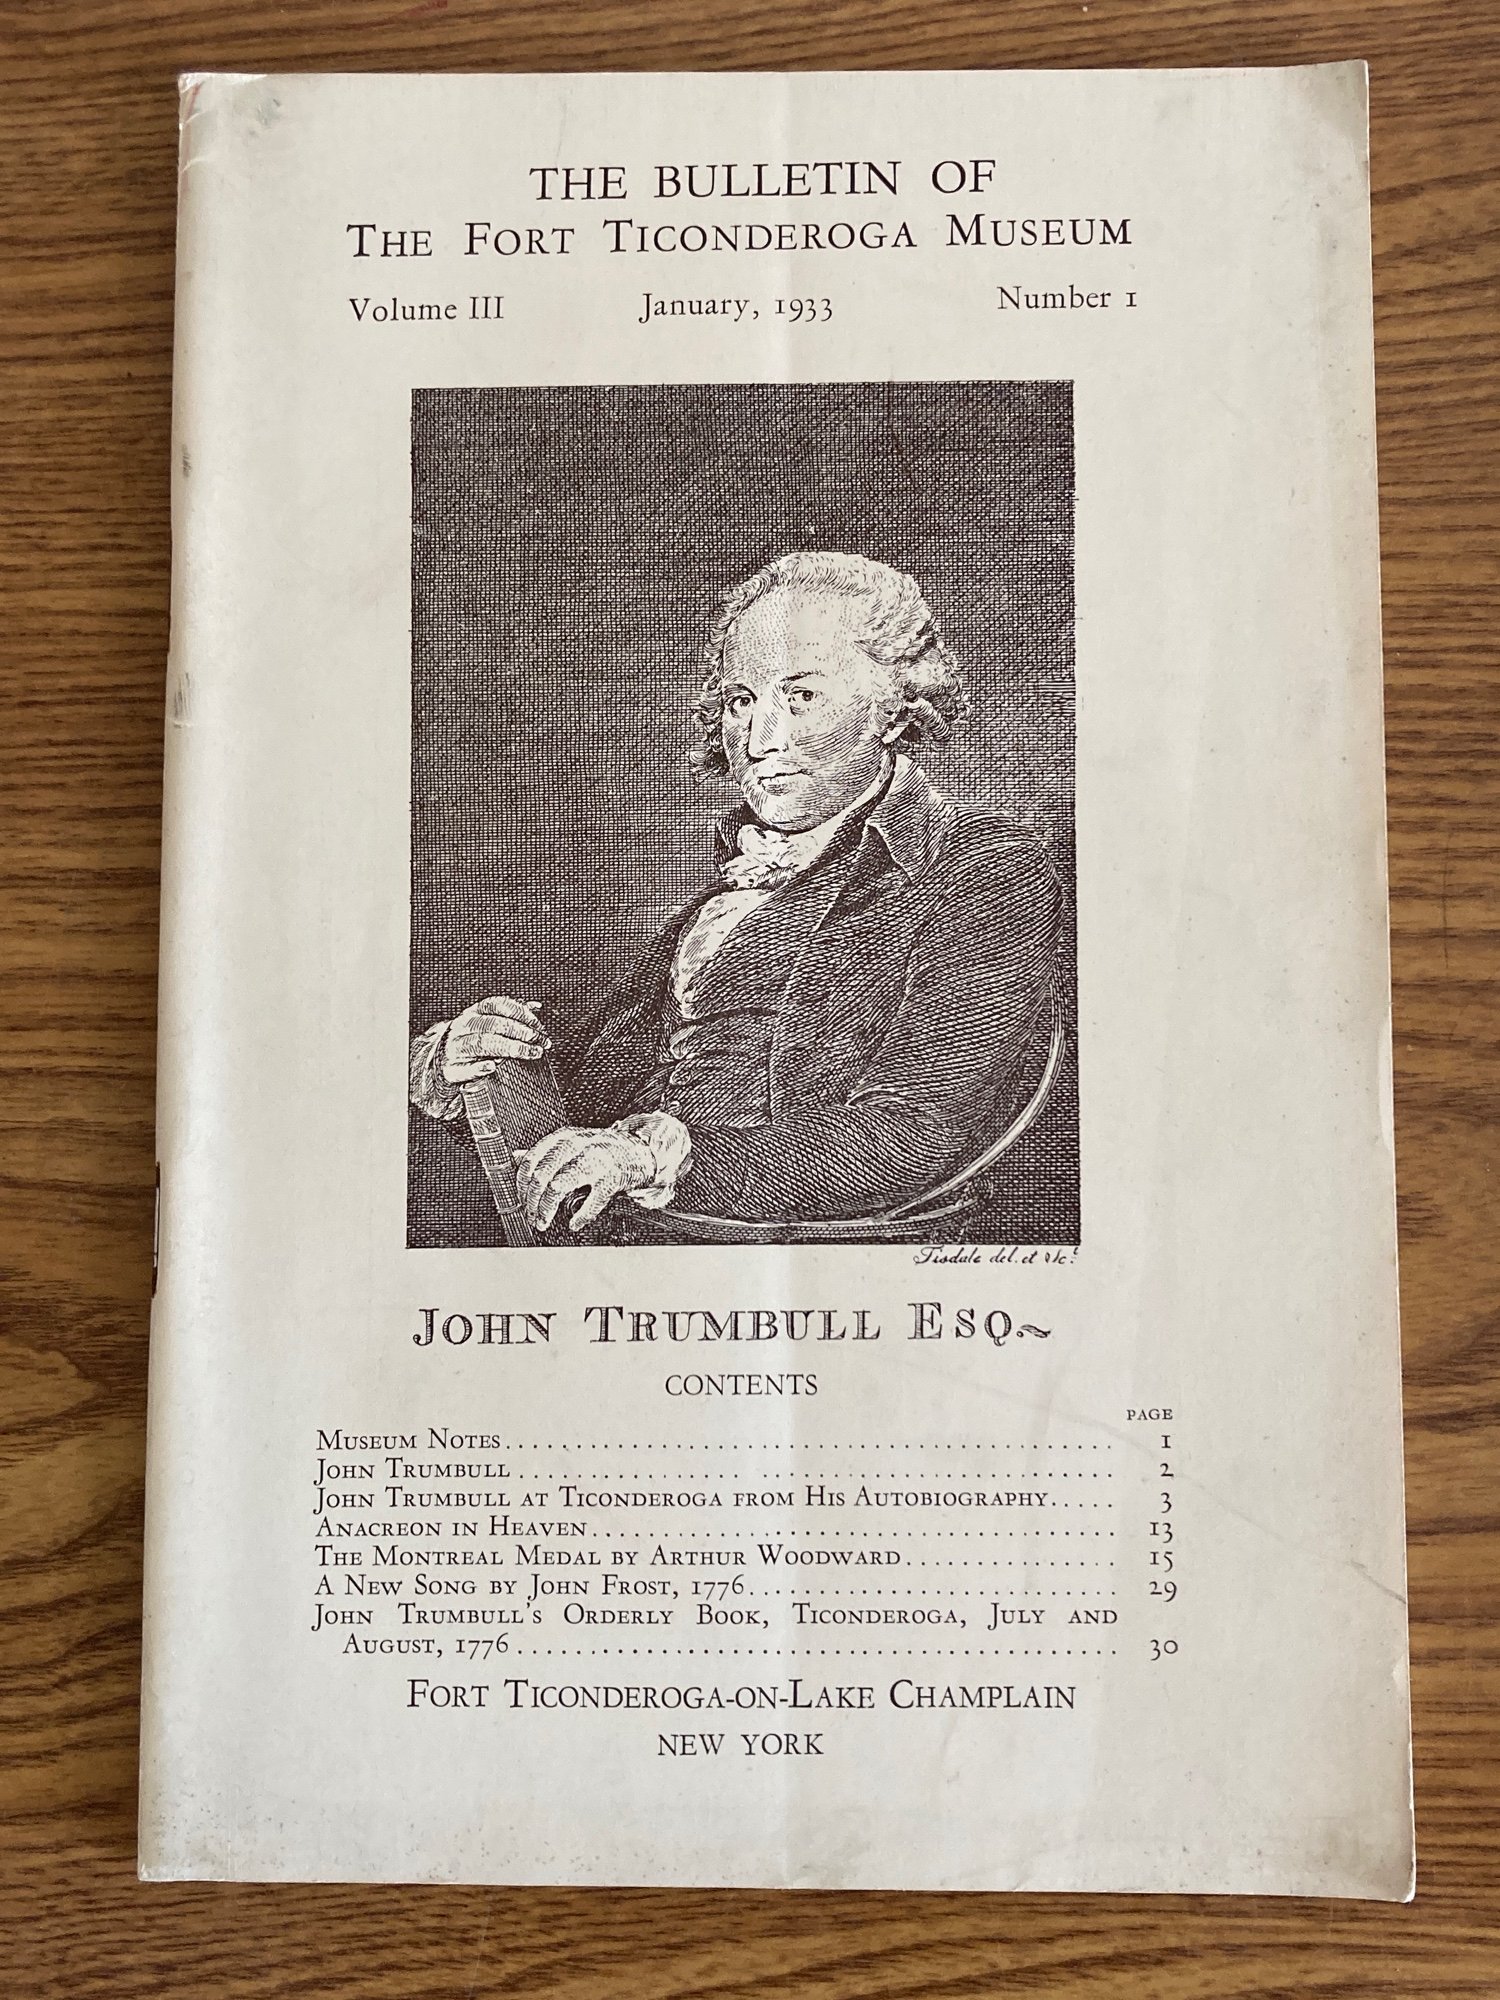 THE BULLETIN OF
THE FORT TICONDEROGA MUSEUM
Volume III January, 1933 Number 1
Tisdale del. et sc.t
JOHN TRUMBULL ESQ.
CONTENTS
PAGE
MUSEUM NOTES........................................... 1
JOHN TRUMBULL.......................................... 2
JOHN TRUMBULL AT TICONDEROGA FROM HIS AUTOBIOGRAPHY..... 3
ANACREON IN HEAVEN..................................... 13
THE MONTREAL MEDAL BY ARTHUR WOODWARD............... 15
A NEW SONG BY JOHN FROST, 1776.......................... 29
JOHN TRUMBULL'S ORDERLY BOOK, TICONDEROGA, JULY AND
AUGUST, 1776.......................................... 30
FORT TICONDEROGA-ON-LAKE CHAMPLAIN
NEW YORK